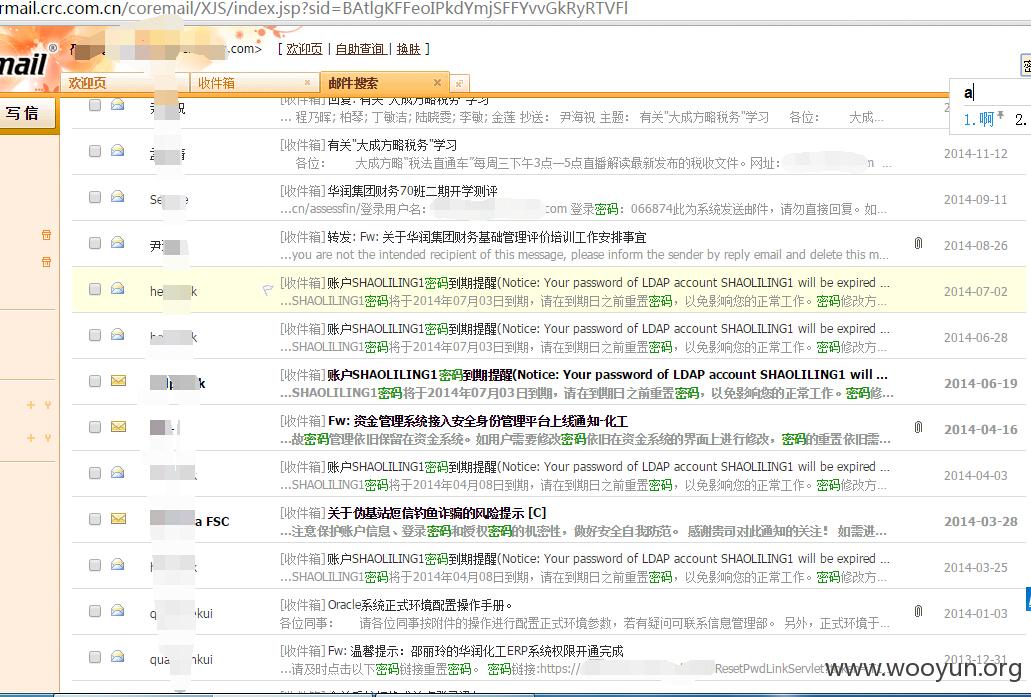 rmail.crc.com.cn/coremail/XJS/index.jsp?sid=BAtlgKFFeoIPkdYmjSFFYvvGkRyRTVFl
mail®
.com> [ 欢迎页 | 自助查询 | 换肤 ]
欢迎页 收件箱 × 邮件搜索 ×
写信
a
1.啊 2.
[收件箱] 回复: 有关"大成方略税务"学习
... 程乃晖; 柏琴; 丁敏洁; 陆晓雯; 李敏; 金莲 抄送: 尹海祝 主题: 有关"大成方略税务"学习 各位: 大成...
[收件箱] 有关"大成方略税务"学习
各位: 大成方略"税法直通车"每周三下午3点—5点直播解读最新发布的税收文件。网址: ...
2014-11-12
[收件箱] 华润集团财务70班二期开学测评
...cn/assessfin/登录用户名: com 登录密码: 066874此为系统发送邮件，请勿直接回复。如...
2014-09-11
尹
[收件箱] 转发: Fw: 关于华润集团财务基础管理评价培训工作安排事宜
...you are not the intended recipient of this message, please inform the sender by reply email and delete this m...
2014-08-26
he k
[收件箱] 账户SHAOLILING1密码到期提醒(Notice: Your password of LDAP account SHAOLILING1 will be expired ...
...SHAOLILING1密码将于2014年07月03日到期，请在到期日之前重置密码，以免影响您的正常工作。密码修改方...
2014-07-02
[收件箱] 账户SHAOLILING1密码到期提醒(Notice: Your password of LDAP account SHAOLILING1 will be expired ...
...SHAOLILING1密码将于2014年07月03日到期，请在到期日之前重置密码，以免影响您的正常工作。密码修改方...
2014-06-28
[收件箱] 账户SHAOLILING1密码到期提醒(Notice: Your password of LDAP account SHAOLILING1 will ...
...SHAOLILING1密码将于2014年07月03日到期，请在到期日之前重置密码，以免影响您的正常工作。密码修...
2014-06-19
[收件箱] Fw: 资金管理系统接入安全身份管理平台上线通知-化工
...故密码管理依旧保留在资金系统。如用户需要修改密码依旧在资金系统的界面上进行修改，密码的重置依旧需...
2014-04-16
[收件箱] 账户SHAOLILING1密码到期提醒(Notice: Your password of LDAP account SHAOLILING1 will be expired ...
...SHAOLILING1密码将于2014年04月08日到期，请在到期日之前重置密码，以免影响您的正常工作。密码修改方...
2014-04-03
a FSC
[收件箱] 关于伪基站短信钓鱼诈骗的风险提示 [C]
...注意保护账户信息、登录密码和授权密码的机密性，做好安全自我防范。 感谢贵司对此通知的关注！ 如需进...
2014-03-28
[收件箱] 账户SHAOLILING1密码到期提醒(Notice: Your password of LDAP account SHAOLILING1 will be expired ...
...SHAOLILING1密码将于2014年04月08日到期，请在到期日之前重置密码，以免影响您的正常工作。密码修改方...
2014-03-25
kui
[收件箱] Oracle系统正式环境配置操作手册。
各位同事: 请各位同事按附件的操作进行配置正式环境参数，若有疑问可联系信息管理部。 另外，正式环境于...
2014-01-03
qua kui
[收件箱] Fw: 温馨提示：邵丽玲的华润化工ERP系统权限开通完成
...请及时点击以下密码链接重置密码。 密码链接:https:// ResetPwdLinkServlet
2013-12-31
www.wooyun.org